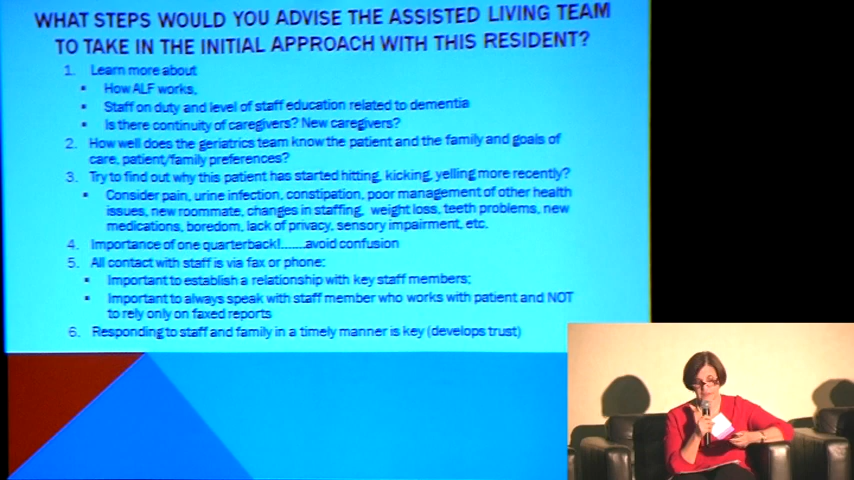 WHAT STEPS WOULD YOU ADVISE THE ASSISTED LIVING TEAM
TO TAKE IN THE INITIAL APPROACH WITH THIS RESIDENT?
1. Learn more about
▪ How ALF works,
▪ Staff on duty and level of staff education related to dementia
▪ Is there continuity of caregivers? New caregivers?
2. How well does the geriatrics team know the patient and the family and goals of
care, patient/family preferences?
3. Try to find out why this patient has started hitting, kicking, yelling more recently?
▪ Consider pain, urine infection, constipation, poor management of other health
issues, new roommate, changes in staffing, weight loss, teeth problems, new
medications, boredom, lack of privacy, sensory impairment, etc.
4. Importance of one quarterback!.......avoid confusion
5. All contact with staff is via fax or phone:
▪ Important to establish a relationship with key staff members;
▪ Important to always speak with staff member who works with patient and NOT
to rely only on faxed reports
6. Responding to staff and family in a timely manner is key (develops trust)